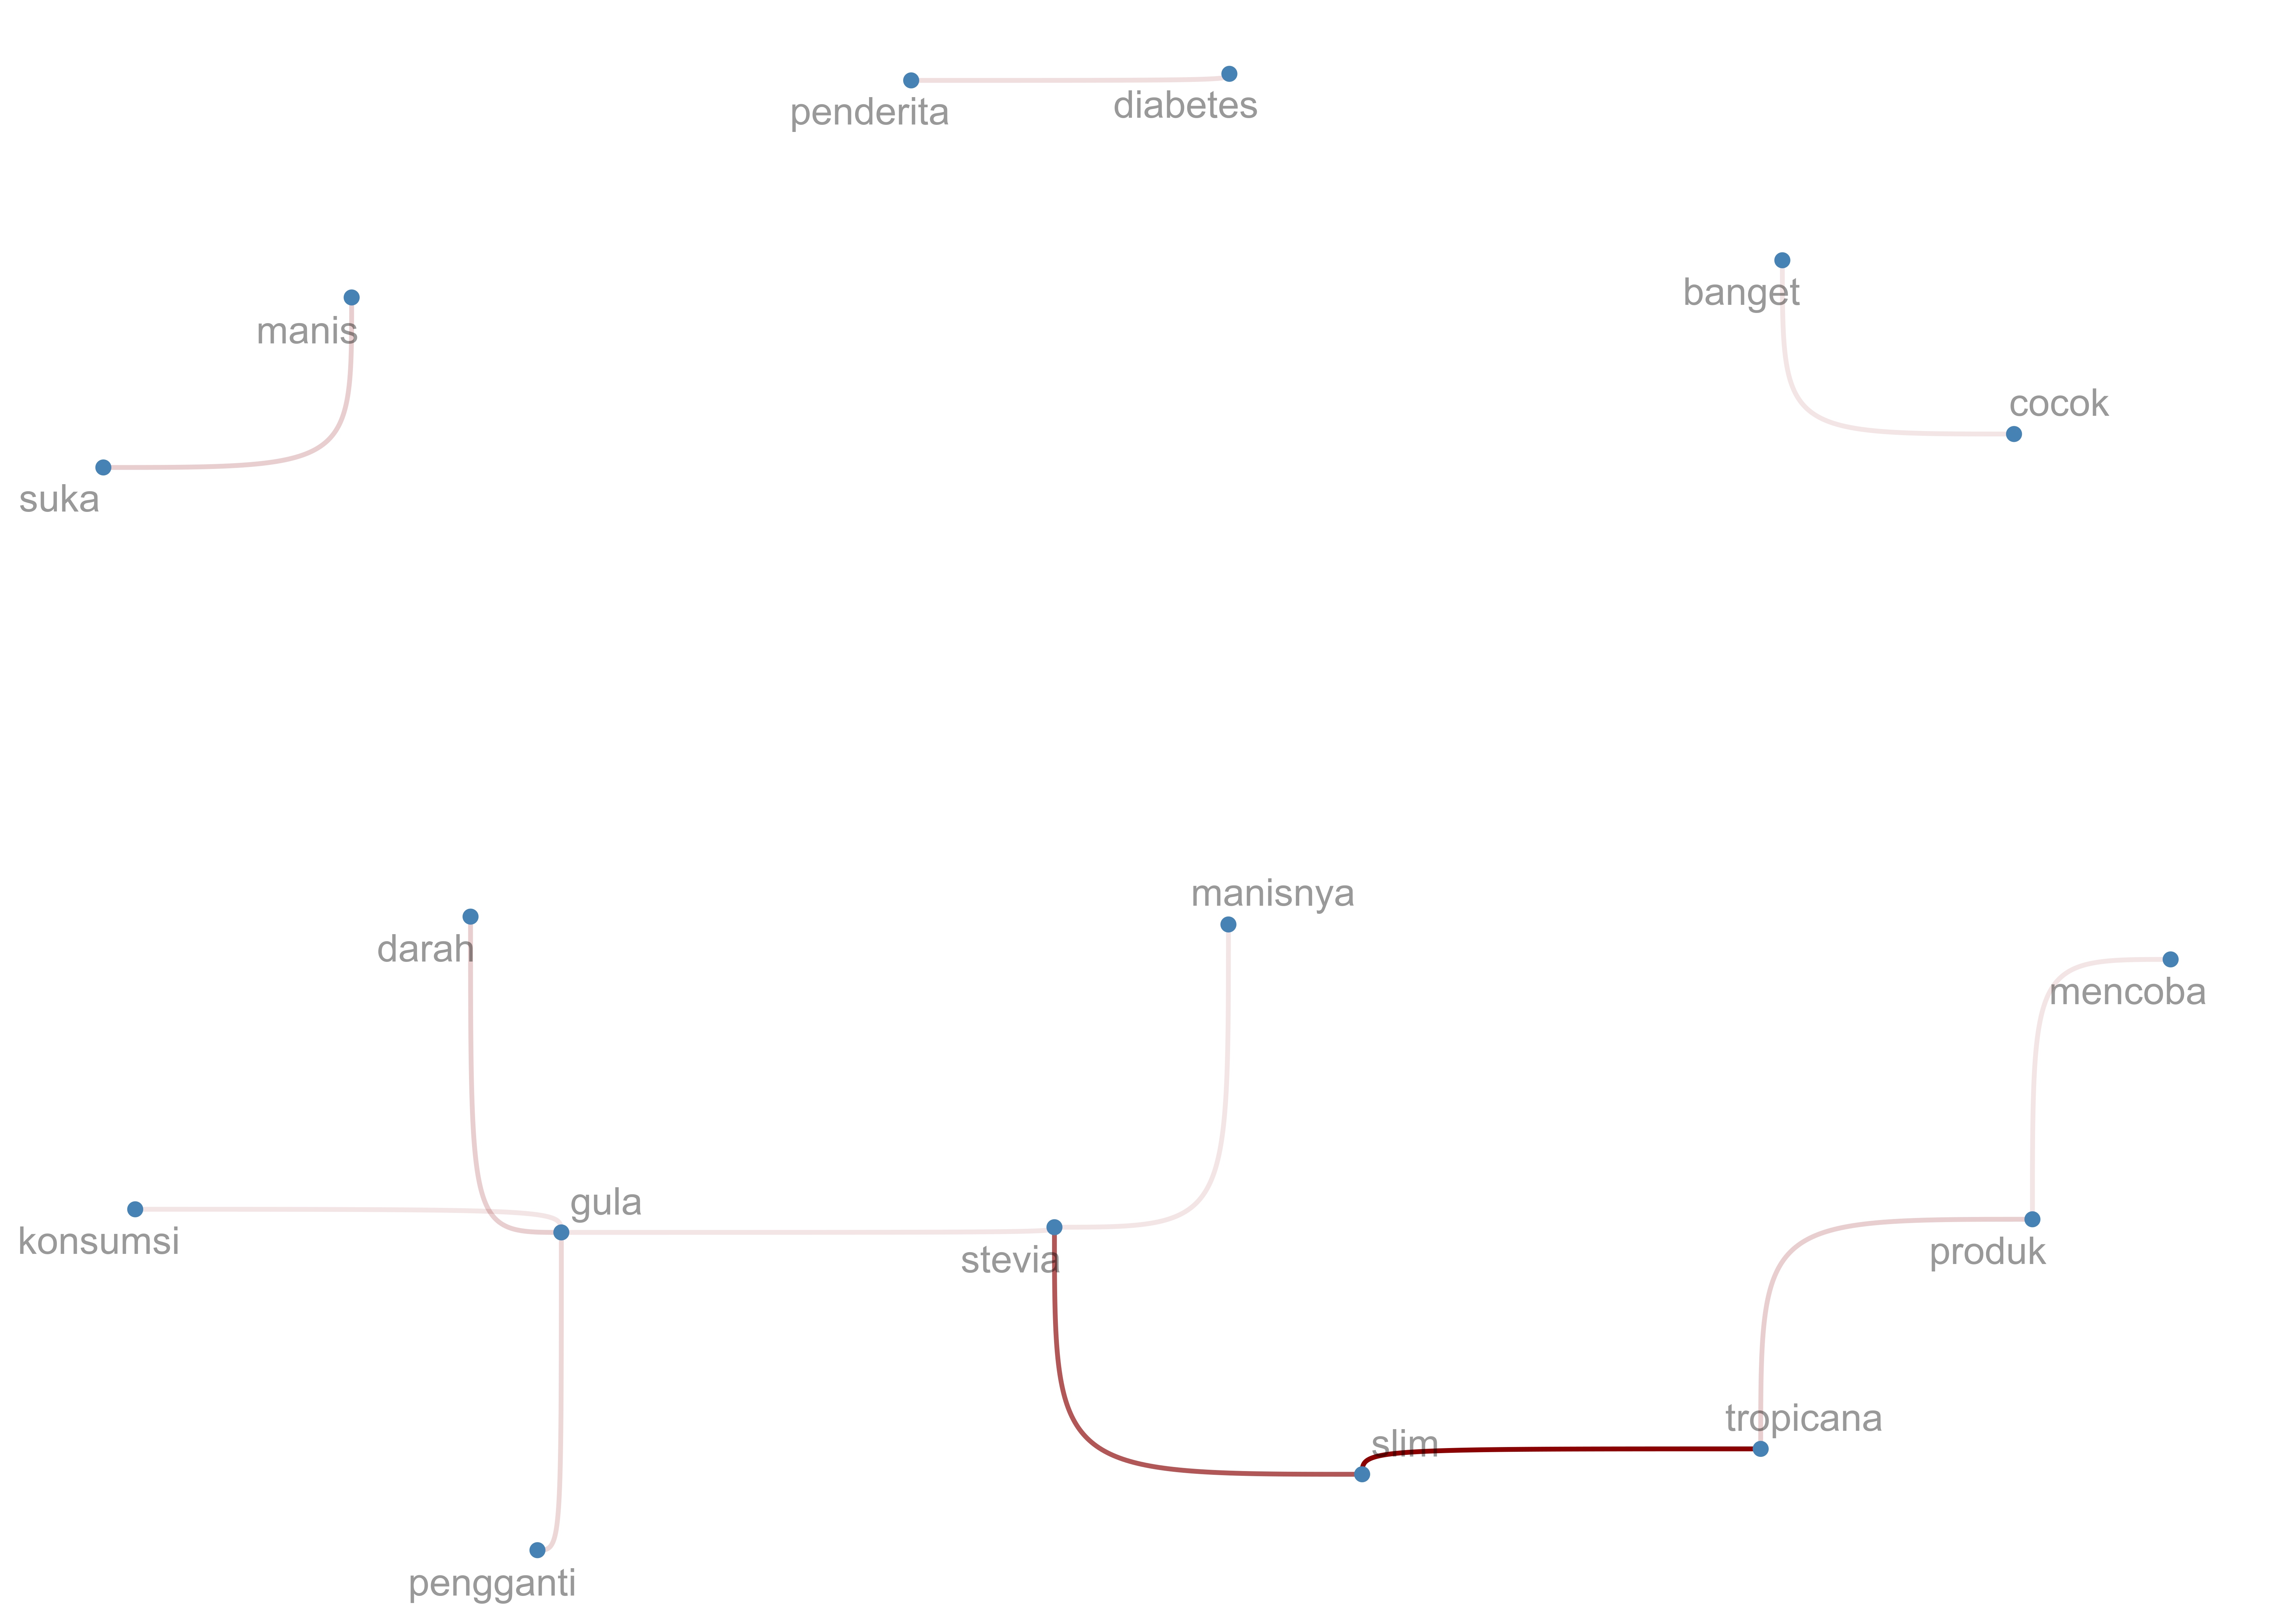 penderita
diabetes
banget
manis
cocok
suka
manisnya
darah
mencoba
gula
konsumsi
stevia
produk
tropicana
slim
pengganti